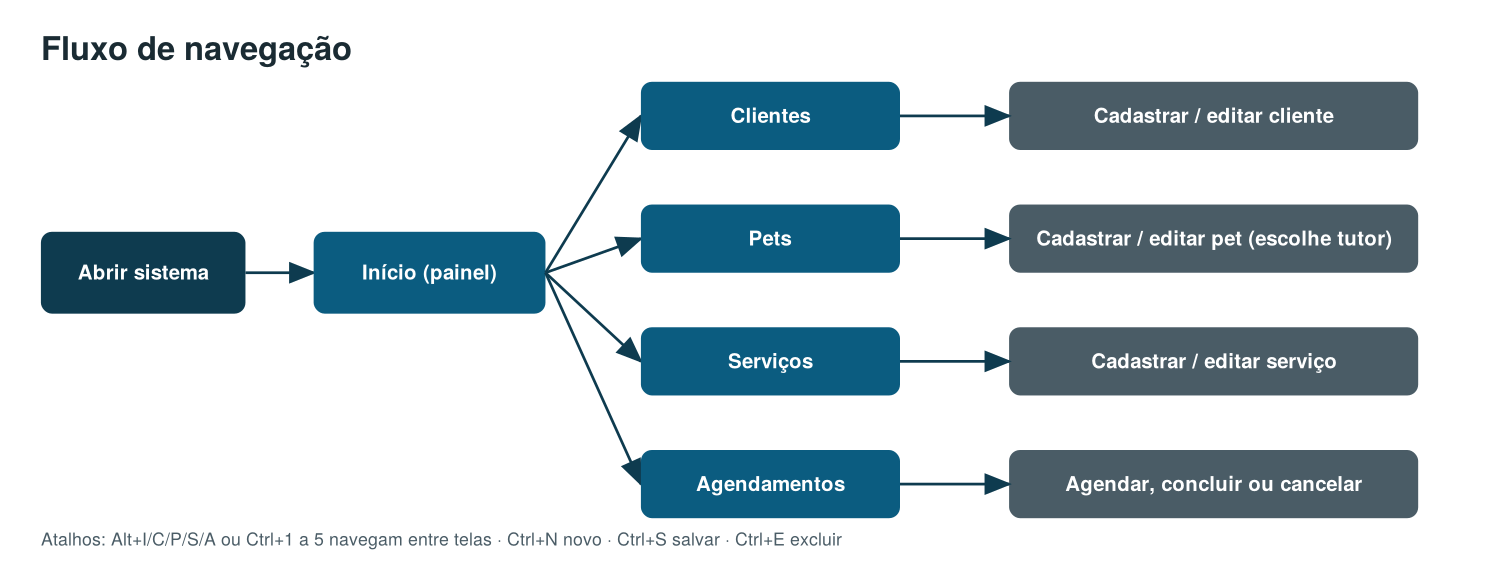 Fluxo de navegação
Clientes
Cadastrar / editar cliente
Pets
Cadastrar / editar pet (escolhe tutor)
Abrir sistema
Início (painel)
Serviços
Cadastrar / editar serviço
Agendamentos
Agendar, concluir ou cancelar
Atalhos: Alt+I/C/P/S/A ou Ctrl+1 a 5 navegam entre telas · Ctrl+N novo · Ctrl+S salvar · Ctrl+E excluir